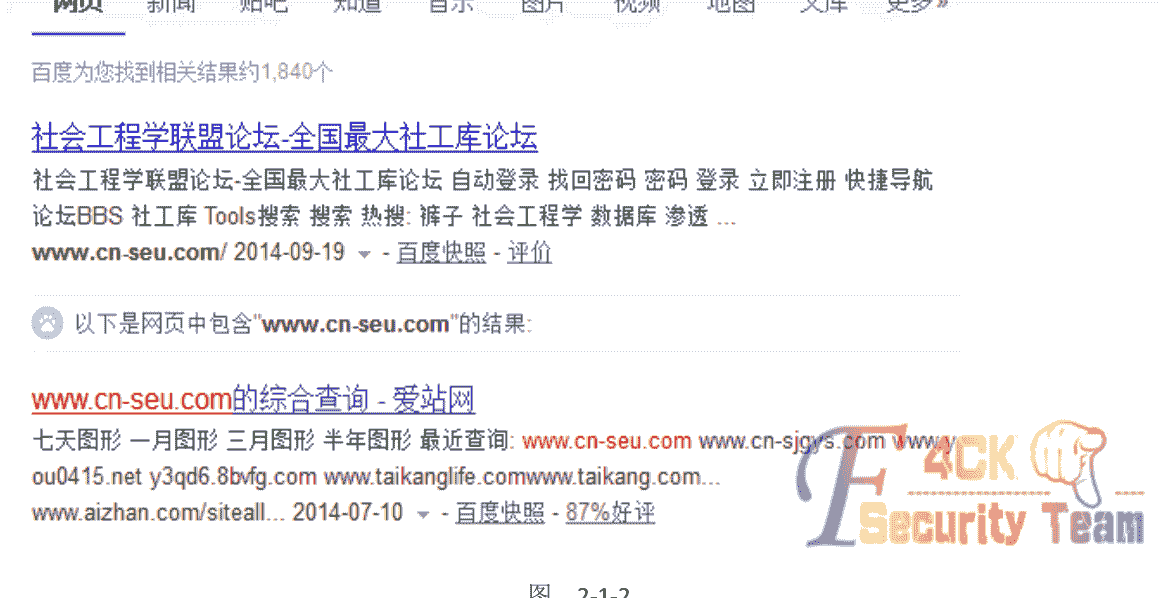 网页 新闻 贴吧 知道 音乐 图片 视频 地图 文库 更多»
百度为您找到相关结果约1,840个
社会工程学联盟论坛-全国最大社工库论坛
社会工程学联盟论坛-全国最大社工库论坛 自动登录 找回密码 密码 登录 立即注册 快捷导航
论坛BBS 社工库 Tools搜索 搜索 热搜: 裤子 社会工程学 数据库 渗透 ...
www.cn-seu.com/ 2014-09-19 - 百度快照 - 评价
以下是网页中包含"www.cn-seu.com"的结果:
www.cn-seu.com的综合查询 - 爱站网
七天图形 一月图形 三月图形 半年图形 最近查询: www.cn-seu.com www.cn-sjgys.com www.y
ou0415.net y3qd6.8bvfg.com www.taikanglife.comwww.taikang.com...
www.aizhan.com/siteall... 2014-07-10 - 百度快照 - 87%好评
F4CK
Security Team
图 2-1-2